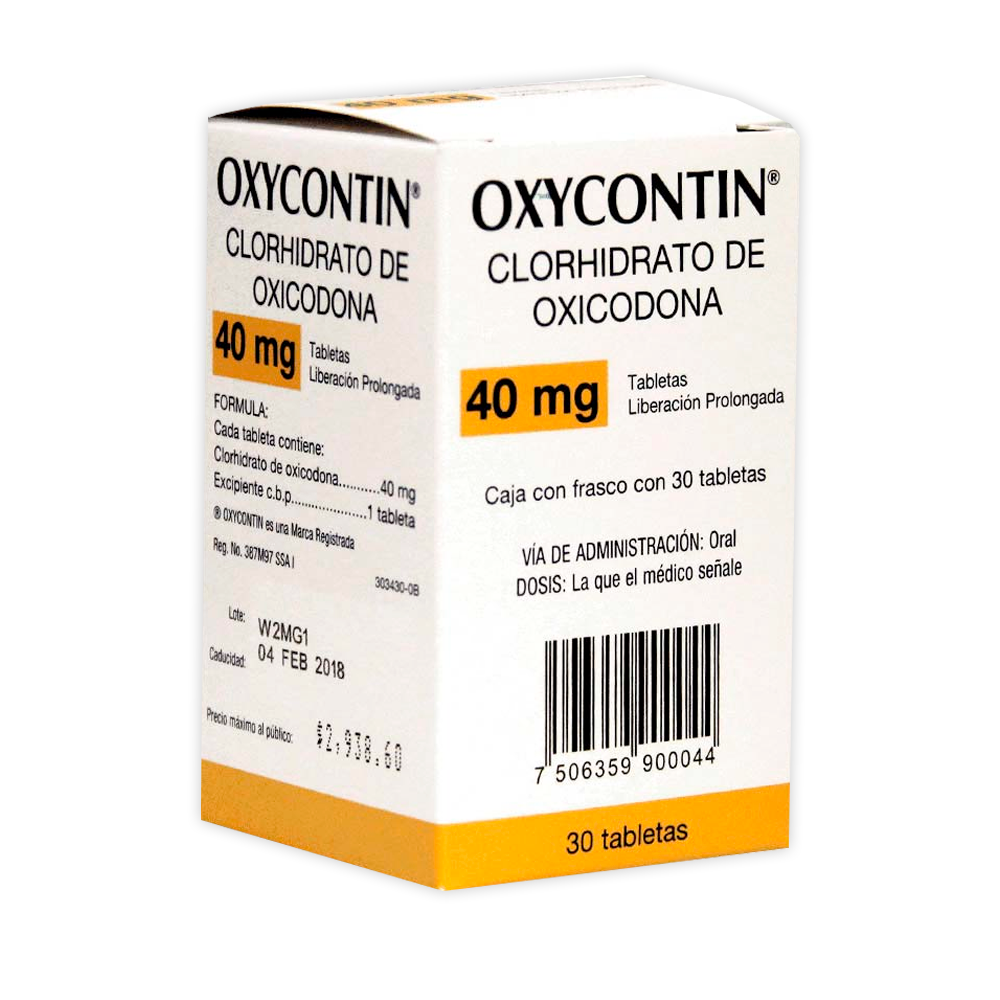 40 mg
OXYCONTIN®
CLORHIDRATO DE
OXICODONA
40 mg
Tabletas
Liberación Prolongada
FORMULA:
Cada tableta contiene:
Clorhidrato de oxicodona..........40 mg
Excipiente c.b.p....................1 tableta
® OXYCONTIN es una Marca Registrada
Reg. No. 387M97 SSA I
303430-0B
Lote: W2MG1
Caducidad: 04 FEB 2018
Precio máximo al público: $2,938.60
OXYCONTIN®
CLORHIDRATO DE
OXICODONA
40 mg
Tabletas
Liberación Prolongada
Caja con frasco con 30 tabletas
VÍA DE ADMINISTRACIÓN: Oral
DOSIS: La que el médico señale
7 506359 900044
30 tabletas